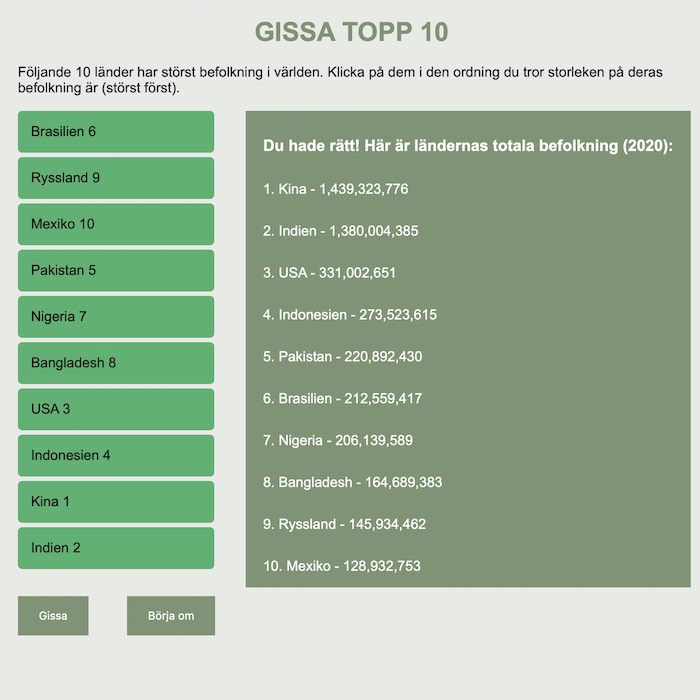 GISSA TOPP 10
Följande 10 länder har störst befolkning i världen. Klicka på dem i den ordning du tror storleken på deras
befolkning är (störst först).
Brasilien 6
Ryssland 9
Mexiko 10
Pakistan 5
Nigeria 7
Bangladesh 8
USA 3
Indonesien 4
Kina 1
Indien 2
Gissa
Börja om
Du hade rätt! Här är ländernas totala befolkning (2020):
1. Kina - 1,439,323,776
2. Indien - 1,380,004,385
3. USA - 331,002,651
4. Indonesien - 273,523,615
5. Pakistan - 220,892,430
6. Brasilien - 212,559,417
7. Nigeria - 206,139,589
8. Bangladesh - 164,689,383
9. Ryssland - 145,934,462
10. Mexiko - 128,932,753